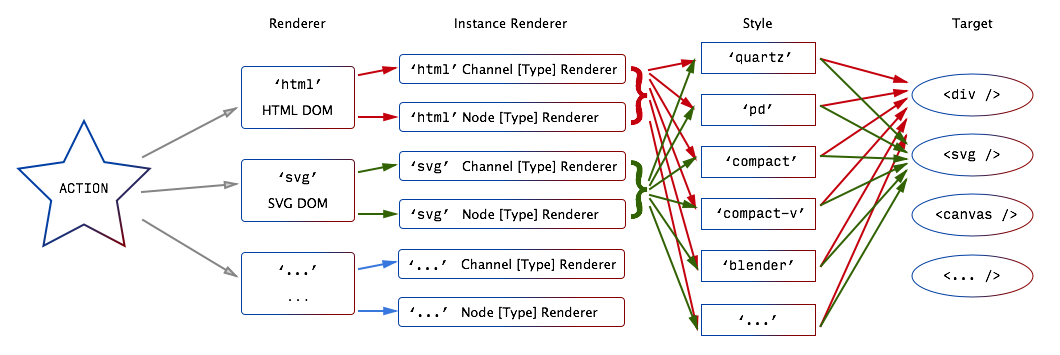 Renderer
Instance Renderer
Style
Target
ACTION
‘html’
HTML DOM
‘svg’
SVG DOM
‘...’
...
‘html’ Channel [Type] Renderer
‘html’ Node [Type] Renderer
‘svg’ Channel [Type] Renderer
‘svg’ Node [Type] Renderer
‘...’ Channel [Type] Renderer
‘...’ Node [Type] Renderer
}
}
‘quartz’
‘pd’
‘compact’
‘compact-v’
‘blender’
‘...’
<div />
<svg />
<canvas />
<... />